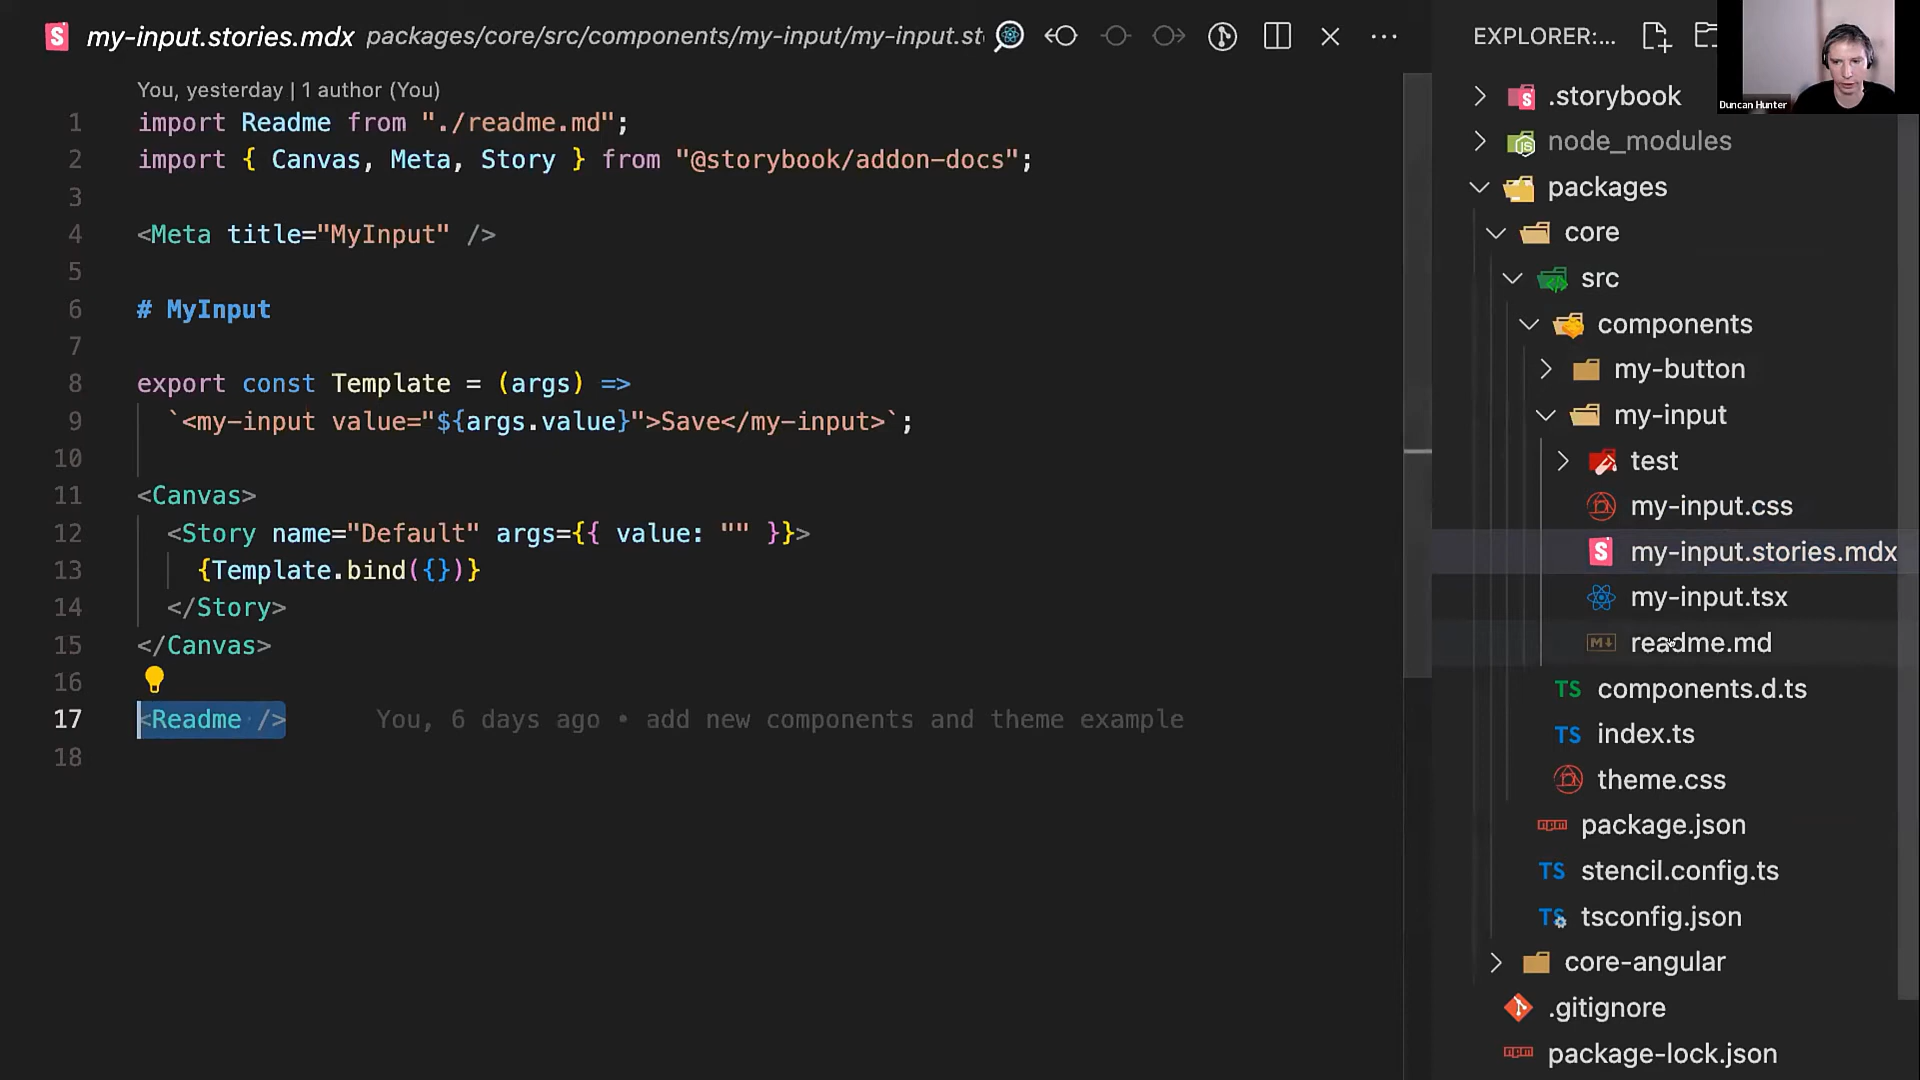 my-input.stories.mdx packages/core/src/components/my-input/my-input.st
You, yesterday | 1 author (You)
1 import Readme from "./readme.md";
2 import { Canvas, Meta, Story } from "@storybook/addon-docs";
3
4 <Meta title="MyInput" />
5
6 # MyInput
7
8 export const Template = (args) =>
9 `<my-input value="${args.value}">Save</my-input>`;
10
11 <Canvas>
12 <Story name="Default" args={{ value: "" }}>
13 {Template.bind({})}
14 </Story>
15 </Canvas>
16
17 <Readme /> You, 6 days ago • add new components and theme example
18
EXPLORER:...
Duncan Hunter
.storybook
node_modules
packages
core
src
components
my-button
my-input
test
my-input.css
my-input.stories.mdx
my-input.tsx
readme.md
TS components.d.ts
TS index.ts
theme.css
package.json
TS stencil.config.ts
TS tsconfig.json
core-angular
.gitignore
package-lock.json